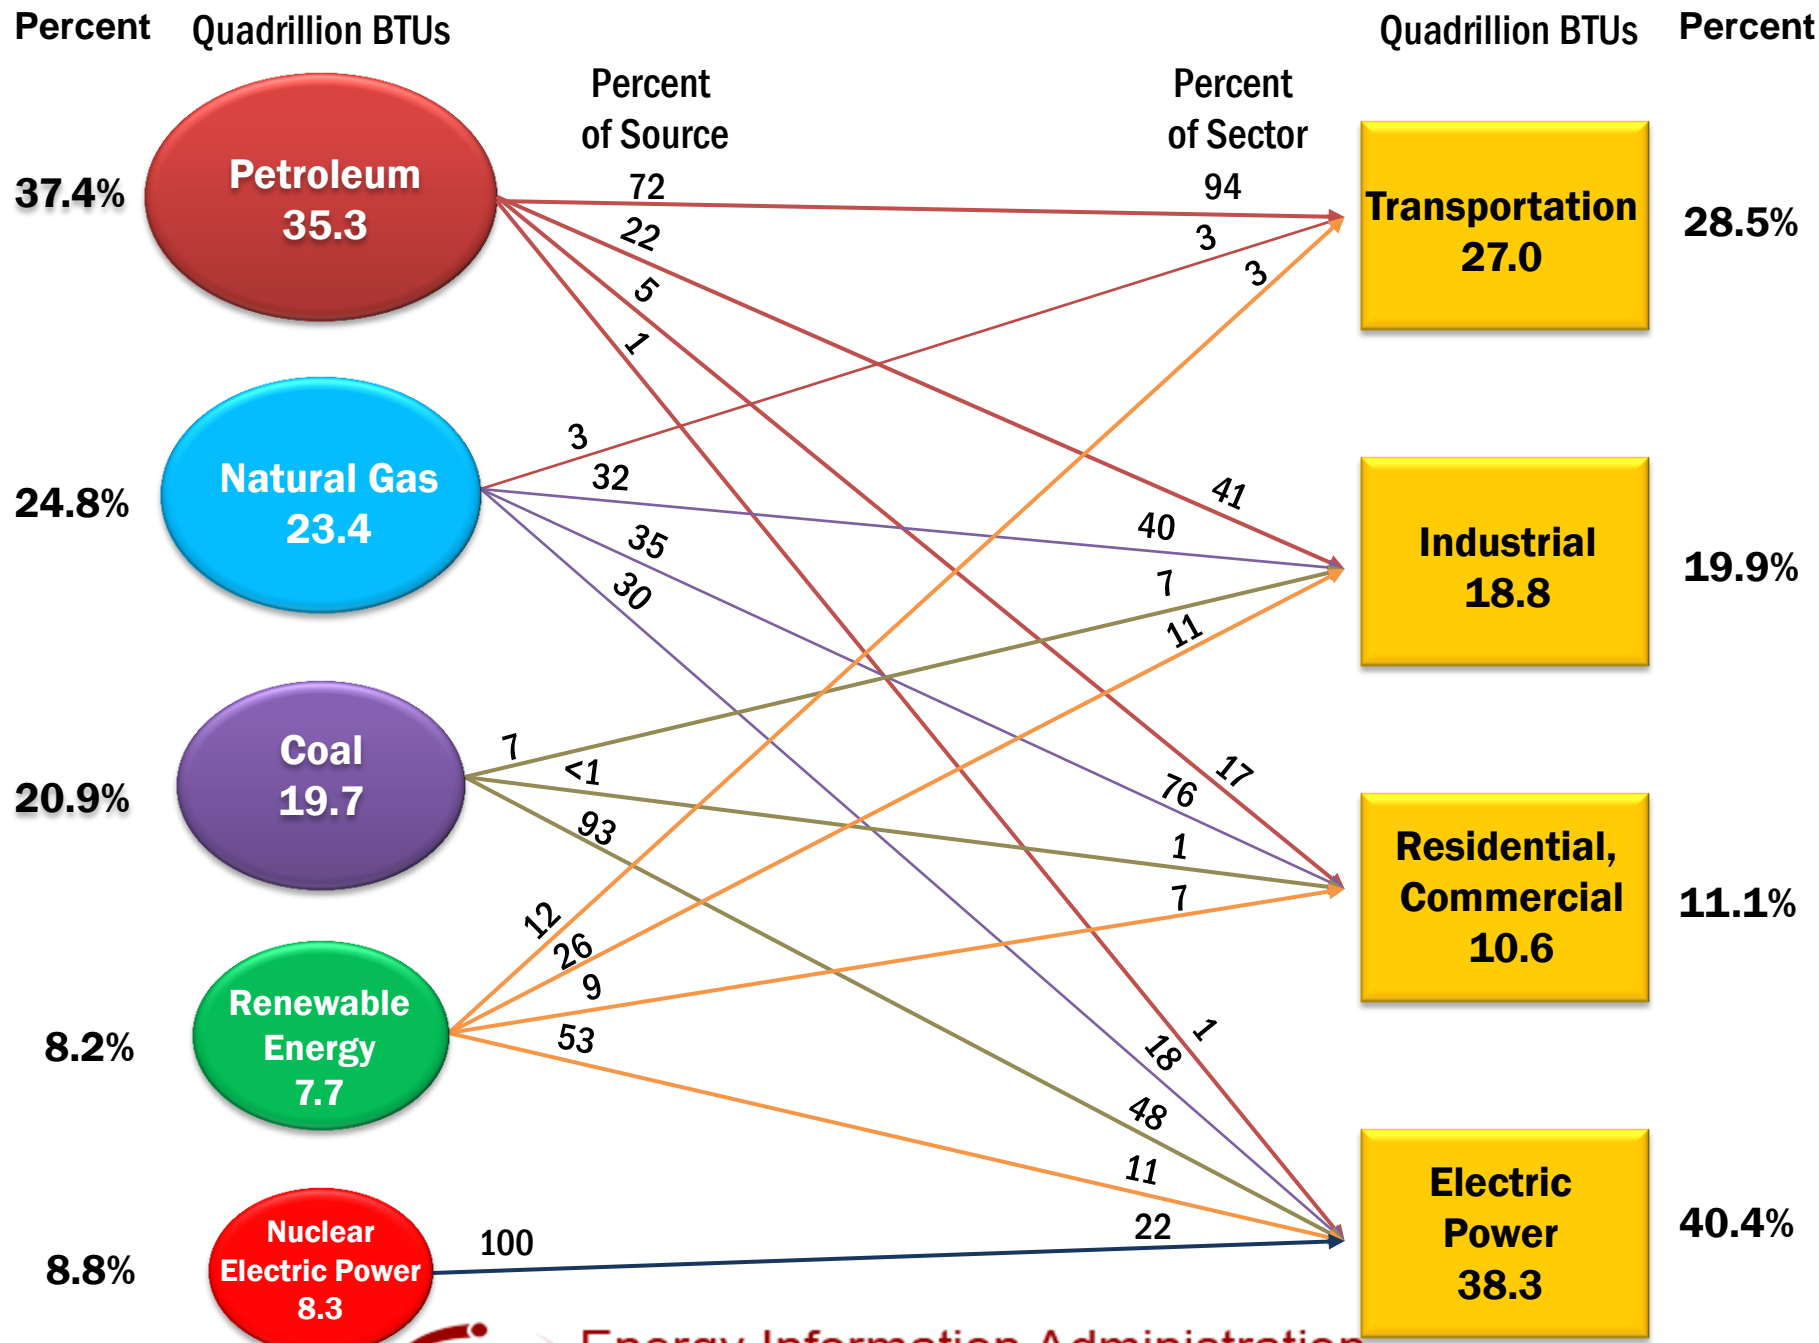 Percent
Quadrillion BTUs
Quadrillion BTUs
Percent
Percent
of Source
Percent
of Sector
37.4%
Petroleum
35.3
72
22
5
1
94
3
3
Transportation
27.0
28.5%
24.8%
Natural Gas
23.4
3
32
35
30
41
40
7
11
Industrial
18.8
19.9%
20.9%
Coal
19.7
7
<1
93
17
76
1
7
Residential,
Commercial
10.6
11.1%
8.2%
Renewable
Energy
7.7
12
26
9
53
1
18
48
11
22
Electric
Power
38.3
40.4%
8.8%
Nuclear
Electric Power
8.3
100
Energy Information Administration